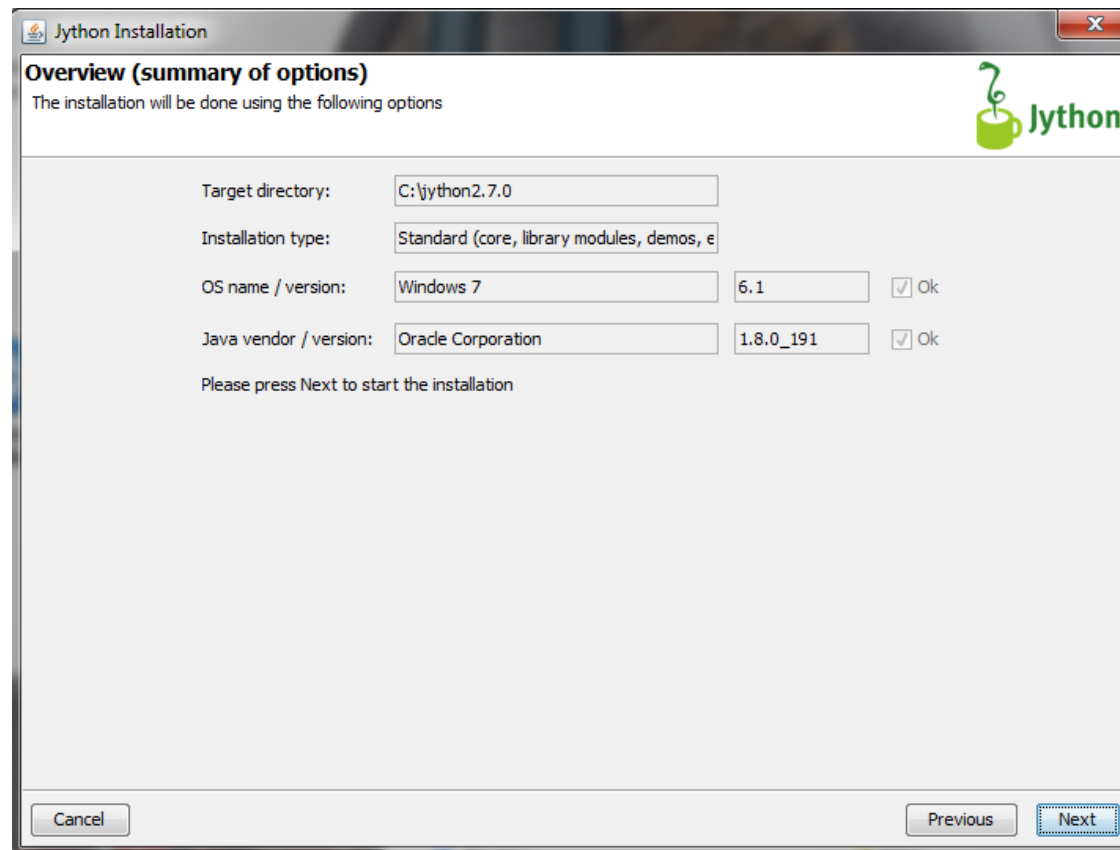 Jython Installation
x
Overview (summary of options)
The installation will be done using the following options
Jython
Target directory: C:\jython2.7.0
Installation type: Standard (core, library modules, demos, e
OS name / version: Windows 7 6.1 Ok
Java vendor / version: Oracle Corporation 1.8.0_191 Ok
Please press Next to start the installation
Cancel Previous Next